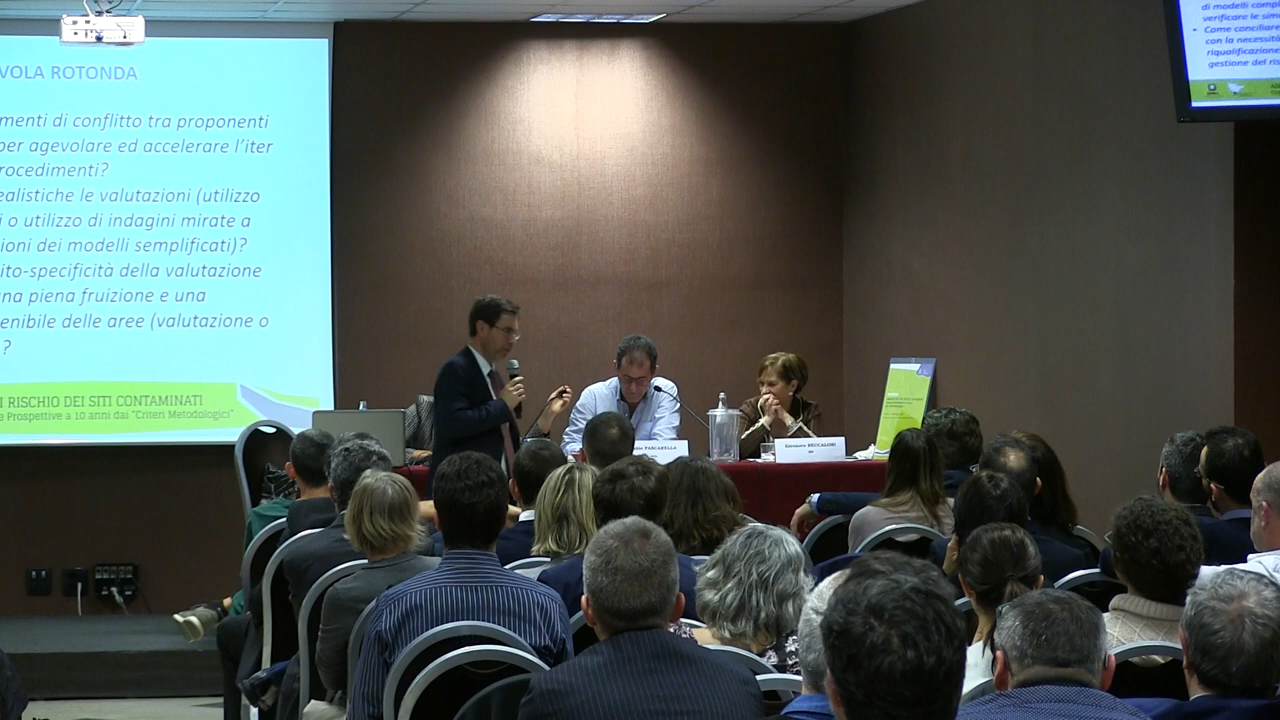 VOLA ROTONDA
menti di conflitto tra proponenti
per agevolare ed accelerare l'iter
rocedimenti?
ealistiche le valutazioni (utilizzo
i o utilizzo di indagini mirate a
ioni dei modelli semplificati)?
ito-specificità della valutazione
na piena fruizione e una
enibile delle aree (valutazione o
?
I RISCHIO DEI SITI CONTAMINATI
e Prospettive a 10 anni dai "Criteri Metodologici"
di modelli compl
verificare le sim
• Come conciliare
con la necessità
riqualificazione
gestione del ris
PASCARELLA
Eleonora BECCALONI